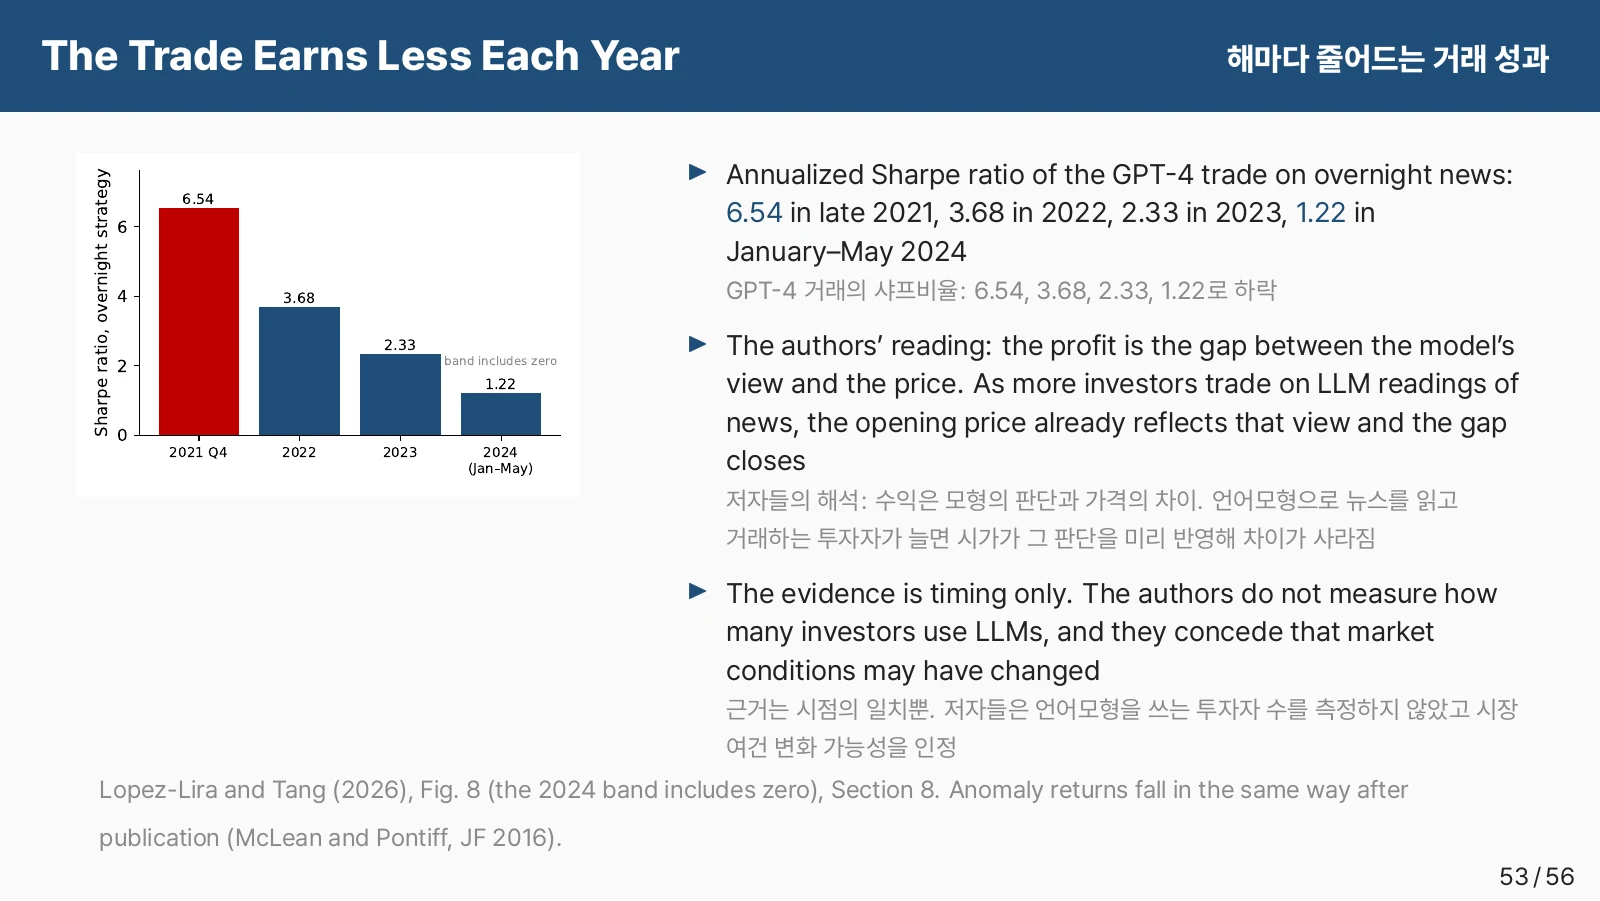 The Trade Earns Less Each Year
해마다 줄어드는 거래 성과
Sharpe ratio, overnight strategy
6
4
2
0
6.54
3.68
2.33
band includes zero
1.22
2021 Q4
2022
2023
2024
(Jan–May)
Annualized Sharpe ratio of the GPT-4 trade on overnight news:
6.54 in late 2021, 3.68 in 2022, 2.33 in 2023, 1.22 in
January–May 2024
GPT-4 거래의 샤프비율: 6.54, 3.68, 2.33, 1.22로 하락
The authors’ reading: the profit is the gap between the model’s
view and the price. As more investors trade on LLM readings of
news, the opening price already reflects that view and the gap
closes
저자들의 해석: 수익은 모형의 판단과 가격의 차이. 언어모형으로 뉴스를 읽고
거래하는 투자자가 늘면 시가가 그 판단을 미리 반영해 차이가 사라짐
The evidence is timing only. The authors do not measure how
many investors use LLMs, and they concede that market
conditions may have changed
근거는 시점의 일치뿐. 저자들은 언어모형을 쓰는 투자자 수를 측정하지 않았고 시장
여건 변화 가능성을 인정
Lopez-Lira and Tang (2026), Fig. 8 (the 2024 band includes zero), Section 8. Anomaly returns fall in the same way after
publication (McLean and Pontiff, JF 2016).
53 / 56